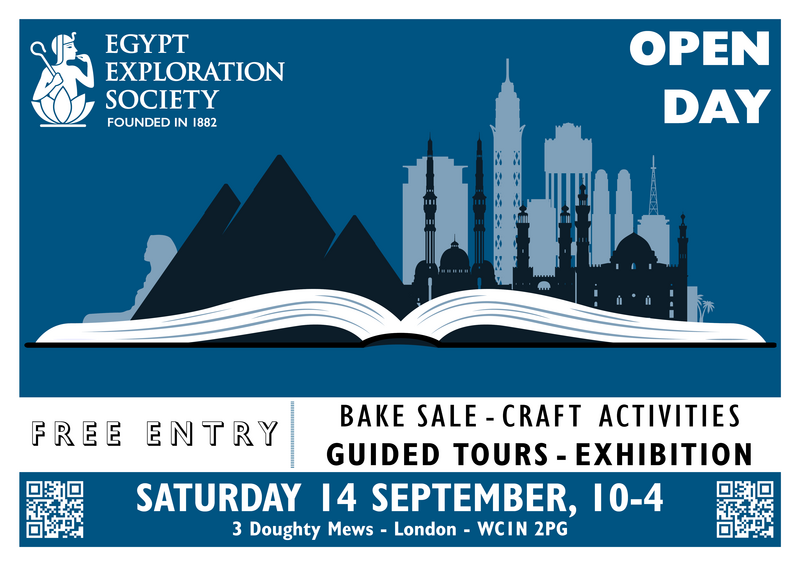 EGYPT
EXPLORATION
SOCIETY
FOUNDED IN 1882
OPEN
DAY
FREE ENTRY
BAKE SALE - CRAFT ACTIVITIES
GUIDED TOURS - EXHIBITION
SATURDAY 14 SEPTEMBER, 10-4
3 Doughty Mews - London - WC1N 2PG